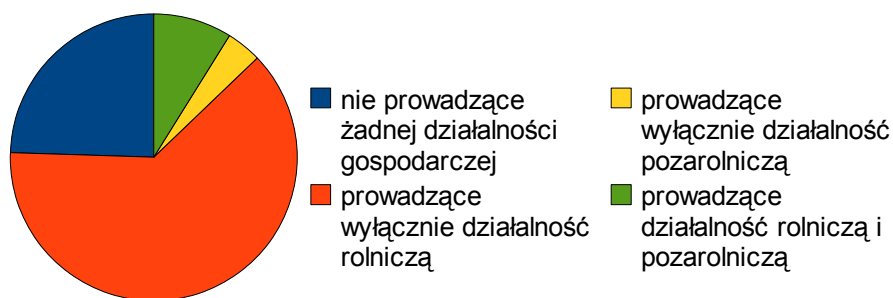 nie prowadzące
żadnej działalności
gospodarczej
prowadzące
wyłącznie działalność
rolniczą
prowadzące
wyłącznie działalność
pozarolniczą
prowadzące
działalność rolniczą i
pozarolniczą